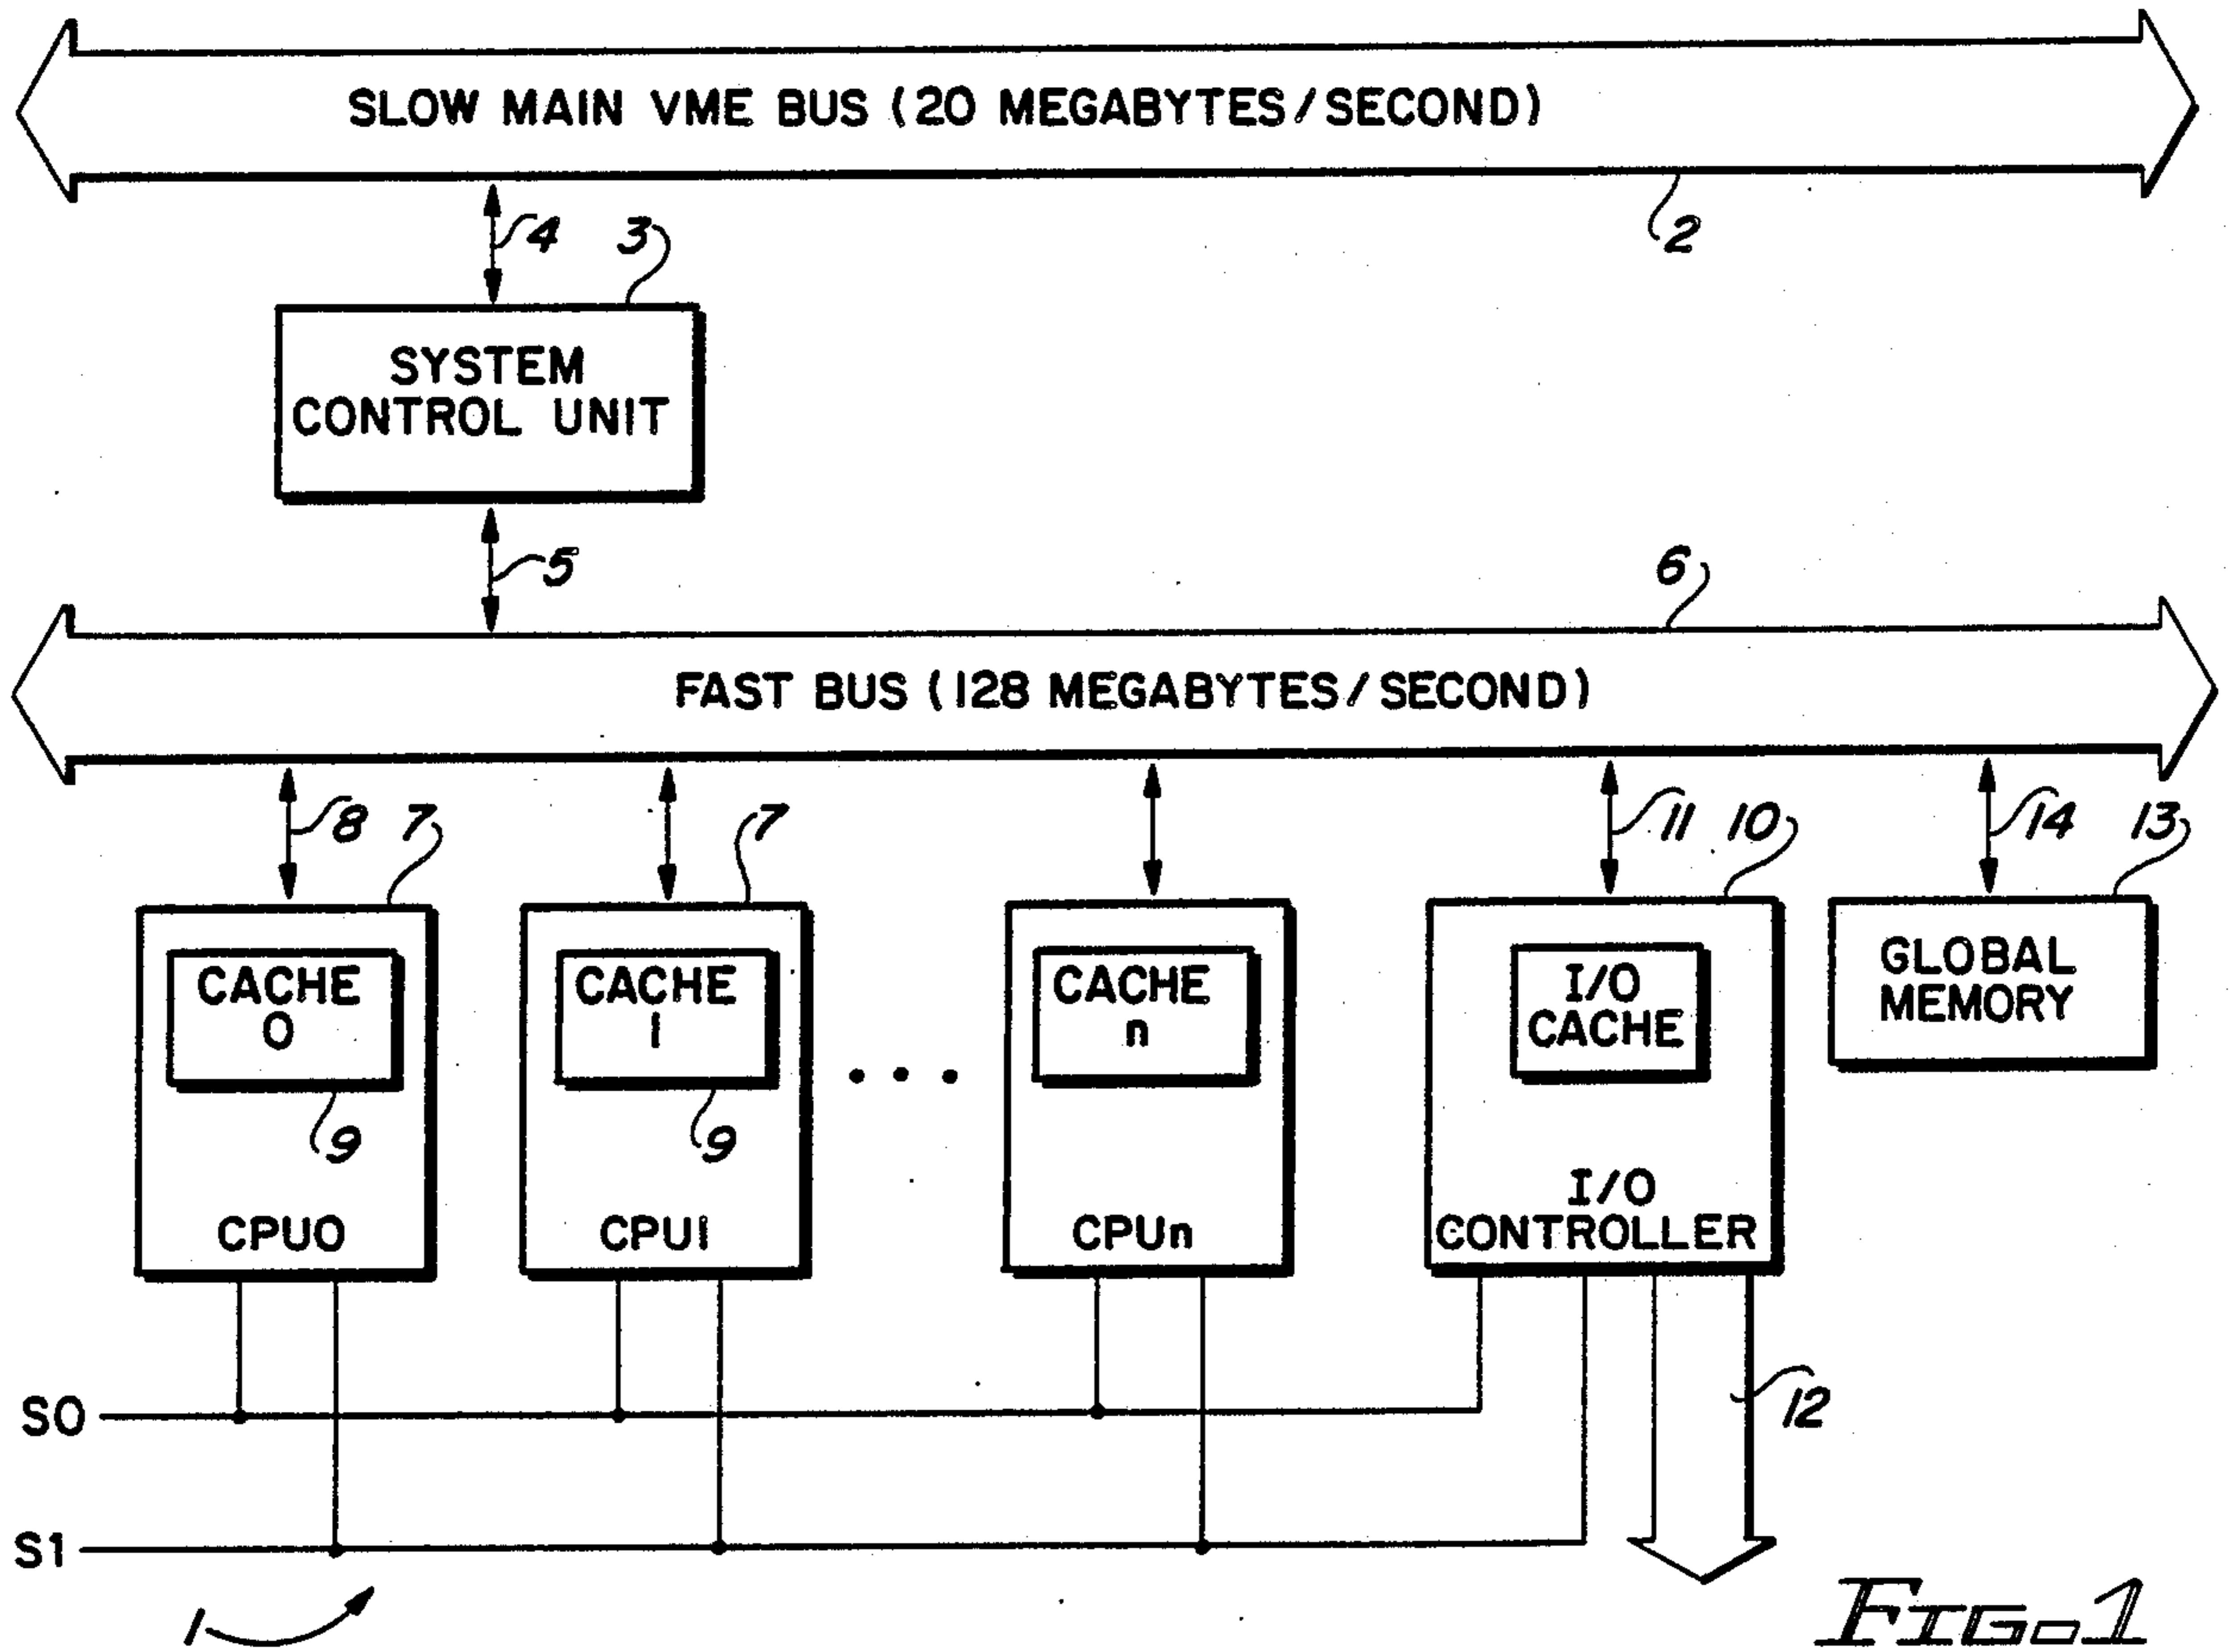 SLOW MAIN VME BUS (20 MEGABYTES/SECOND)
2
4
3
SYSTEM
CONTROL UNIT
5
6
FAST BUS (128 MEGABYTES/SECOND)
8
7
7
11
10
14
13
CACHE
0
CACHE
1
CACHE
n
I/O
CACHE
GLOBAL
MEMORY
...
9
9
CPU0
CPU1
CPUn
I/O
CONTROLLER
S0
12
S1
1
FIG.1